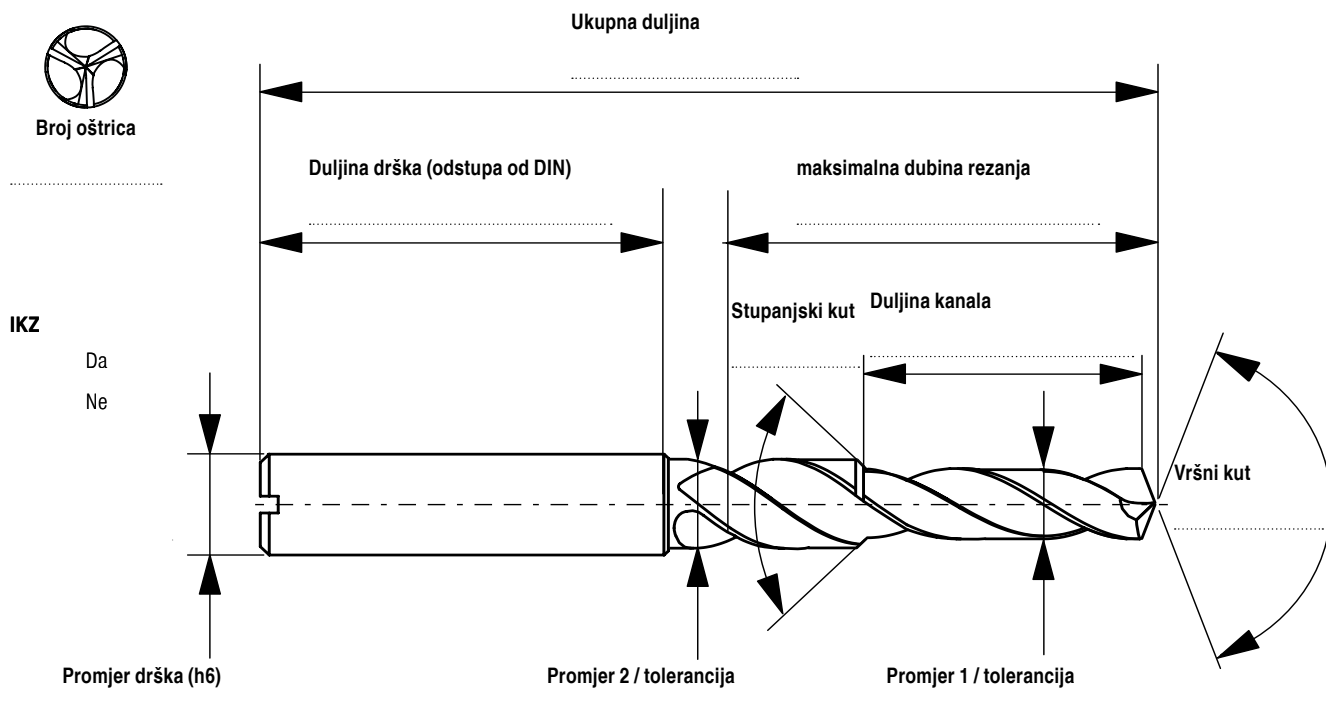 Ukupna duljina
Broj oštrica
Duljina drška (odstupa od DIN)
maksimalna dubina rezanja
Stupanjski kut
Duljina kanala
IKZ
Da
Ne
Vršni kut
Promjer drška (h6)
Promjer 2 / tolerancija
Promjer 1 / tolerancija